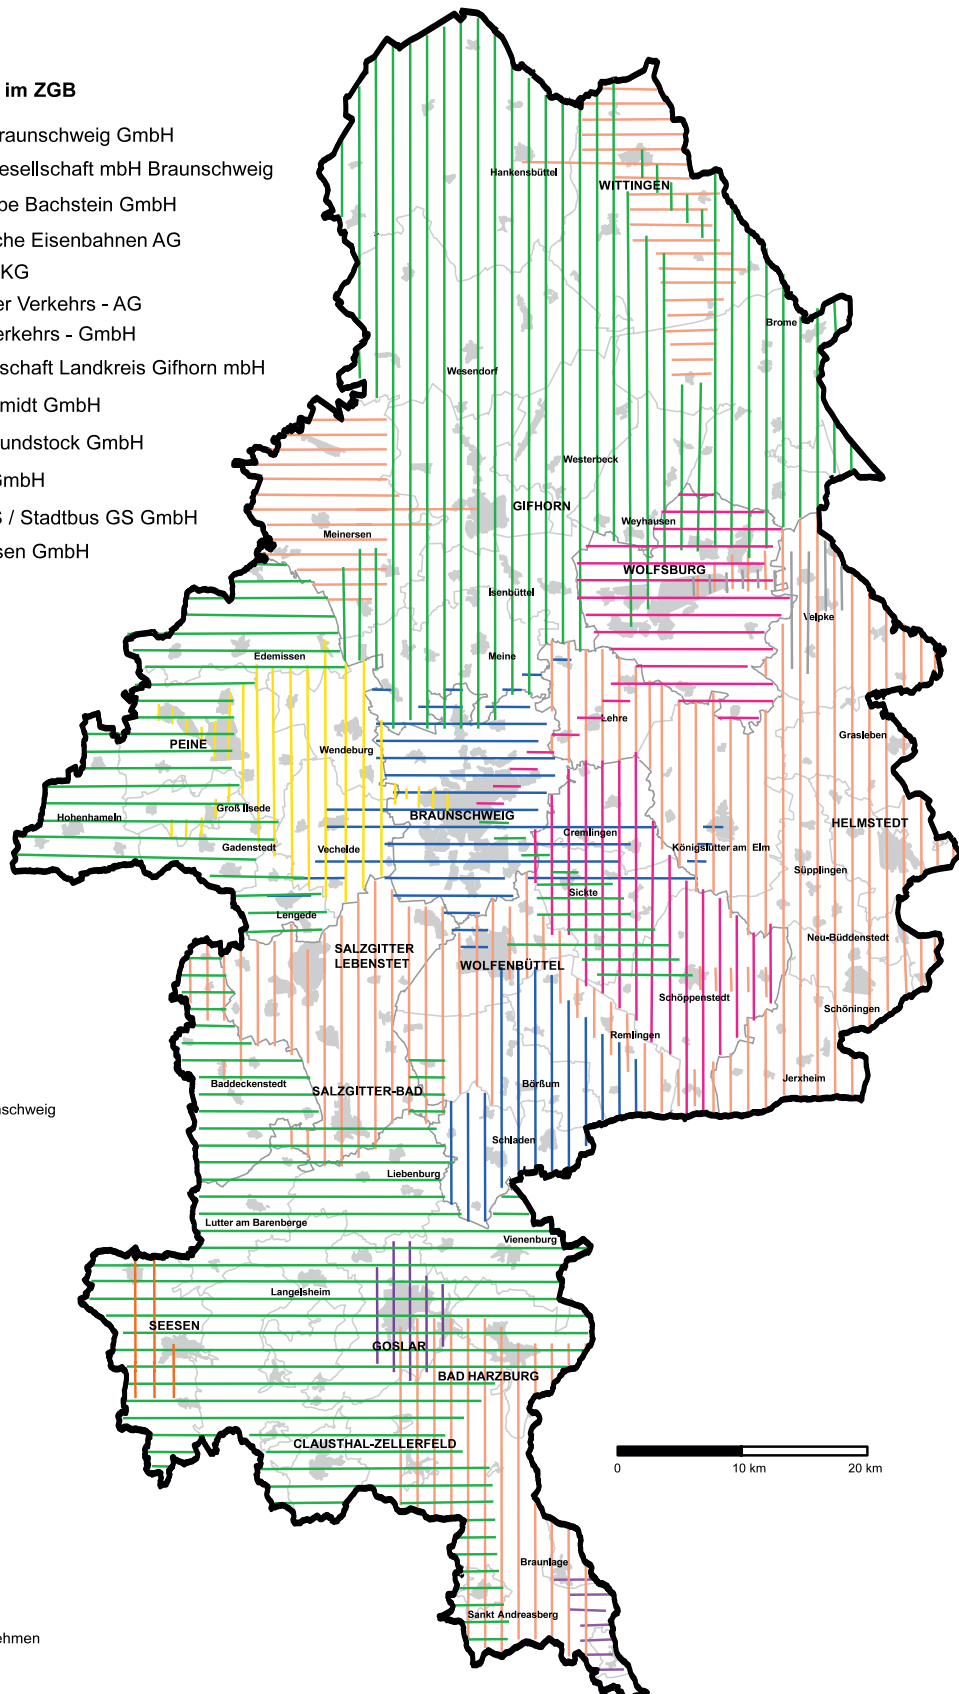 im ZGB
raunschweig GmbH
esellschaft mbH Braunschweig
pe Bachstein GmbH
che Eisenbahnen AG
KG
er Verkehrs - AG
erkehrs - GmbH
lschaft Landkreis Gifhorn mbH
midt GmbH
undstock GmbH
GmbH
S / Stadtbus GS GmbH
sen GmbH
Hankensbüttel
WITTINGEN
Brome
Wesendorf
Westerbeck
GIFHORN
Weyhausen
Meinersen
WOLFSBURG
Isenbüttel
Velpke
Edemissen
Meine
Lehre
Grasleben
PEINE
Wendeburg
Groß Ilsede
Hohenhameln
BRAUNSCHWEIG
HELMSTEDT
Cremlingen
Gadenstedt
Vechelde
Königslutter am Elm
Süpplingen
Sickte
Lengede
Neu-Büddenstedt
SALZGITTER
LEBENSTET
WOLFENBÜTTEL
Schöppenstedt
Schöningen
Remlingen
Jerxheim
Baddeckenstedt
SALZGITTER-BAD
Börßum
nschweig
Schladen
Liebenburg
Lutter am Barenberge
Vienenburg
Langelsheim
SEESEN
GOSLAR
BAD HARZBURG
CLAUSTHAL-ZELLERFELD
0 10 km 20 km
Braunlage
Sankt Andreasberg
ehmen